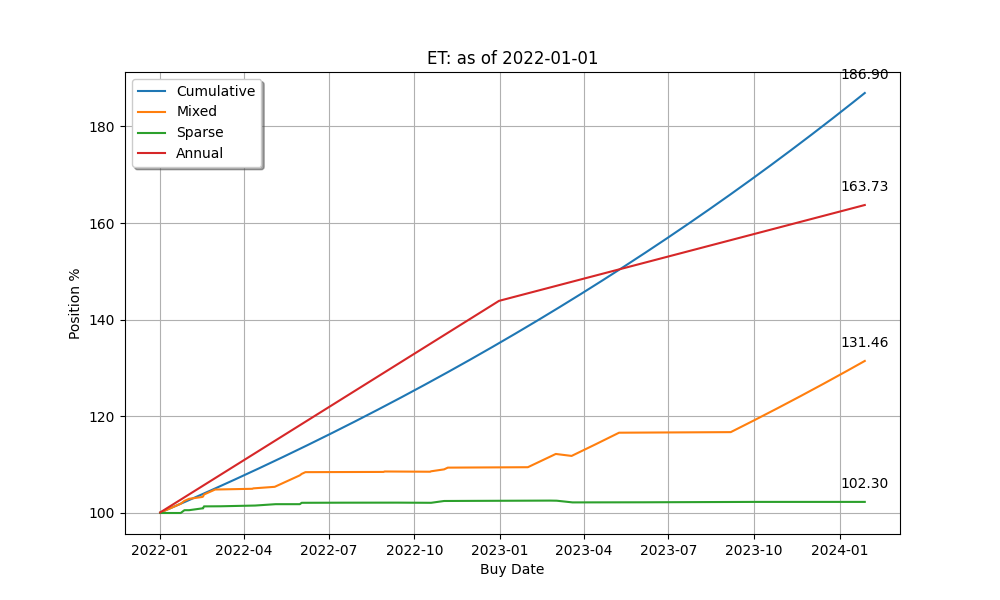 ET: as of 2022-01-01
Cumulative
Mixed
Sparse
Annual
186.90
163.73
131.46
102.30
Position %
180
160
140
120
100
2022-01 2022-04 2022-07 2022-10 2023-01 2023-04 2023-07 2023-10 2024-01
Buy Date